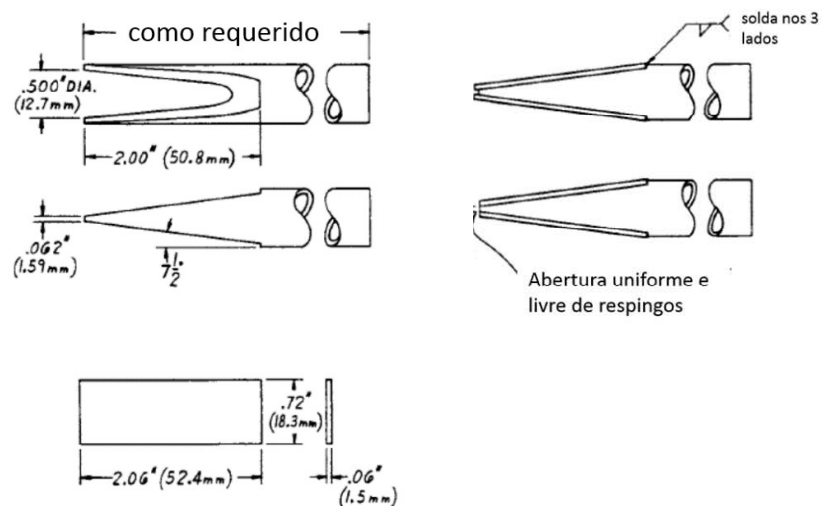 como requerido
.500" DIA.
(12.7mm)
2.00" (50.8mm)
.062"
(1.59mm)
7 1/2°
solda nos 3
lados
Abertura uniforme e
livre de respingos
.72"
(18.3mm)
2.06" (52.4mm)
.06"
(1.5mm)